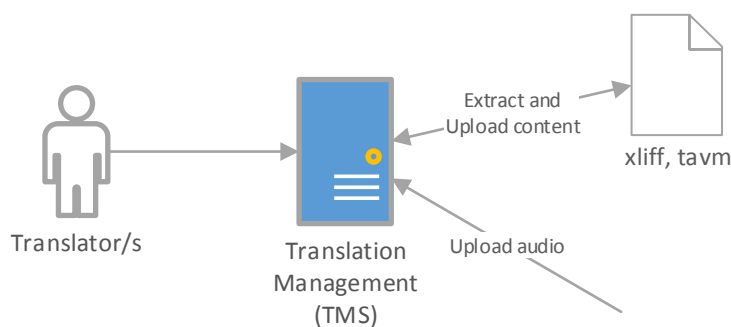 Extract and
Upload content
xliff, tavm
Translator/s
Translation
Management
(TMS)
Upload audio